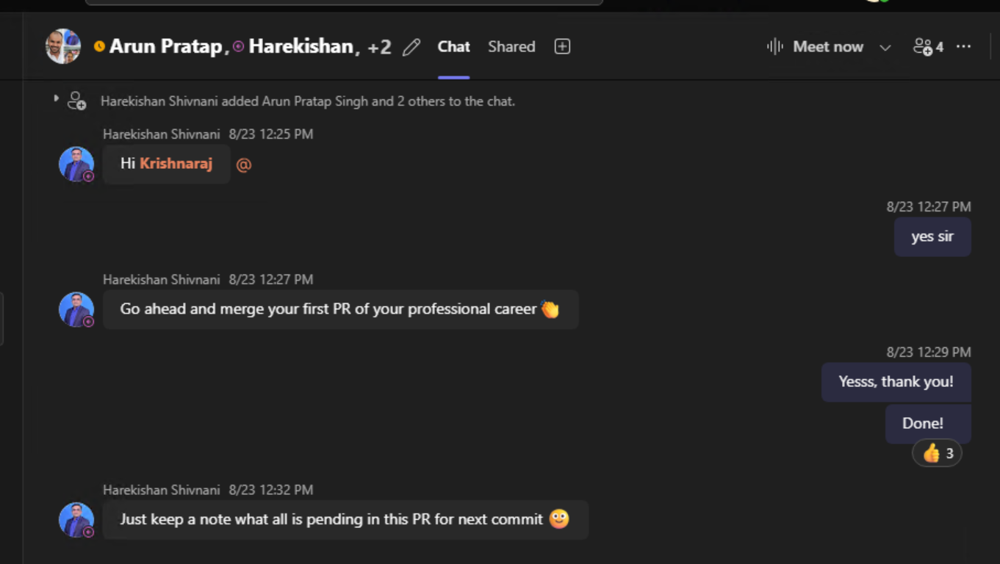 Arun Pratap, Harekishan, +2 Chat Shared Meet now 4
Harekishan Shivnani added Arun Pratap Singh and 2 others to the chat.
Harekishan Shivnani 8/23 12:25 PM
Hi Krishnaraj @
8/23 12:27 PM
yes sir
Harekishan Shivnani 8/23 12:27 PM
Go ahead and merge your first PR of your professional career 👏
8/23 12:29 PM
Yesss, thank you!
Done!
👍 3
Harekishan Shivnani 8/23 12:32 PM
Just keep a note what all is pending in this PR for next commit 🙂